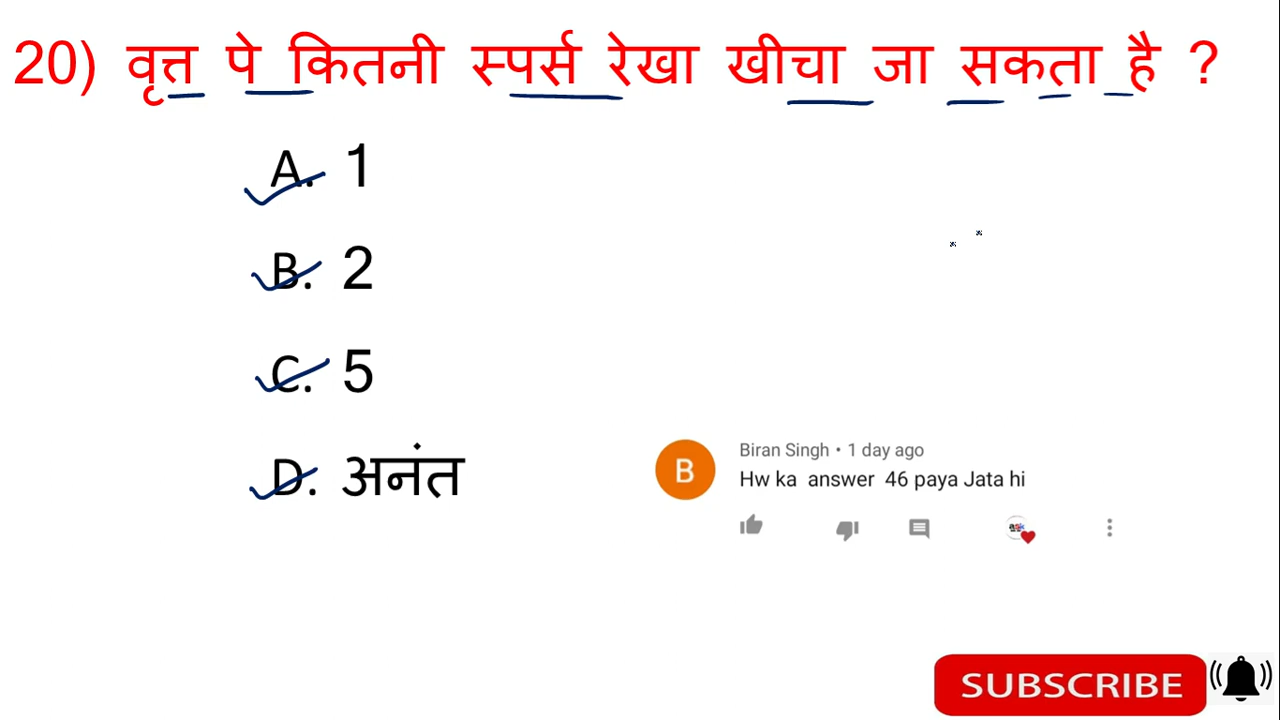 20) वृत्त पे कितनी स्पर्स रेखा खीचा जा सकता है ?
A. 1
B. 2
C. 5
D. अनंत
Biran Singh • 1 day ago
B
Hw ka answer 46 paya Jata hi
ask
SUBSCRIBE